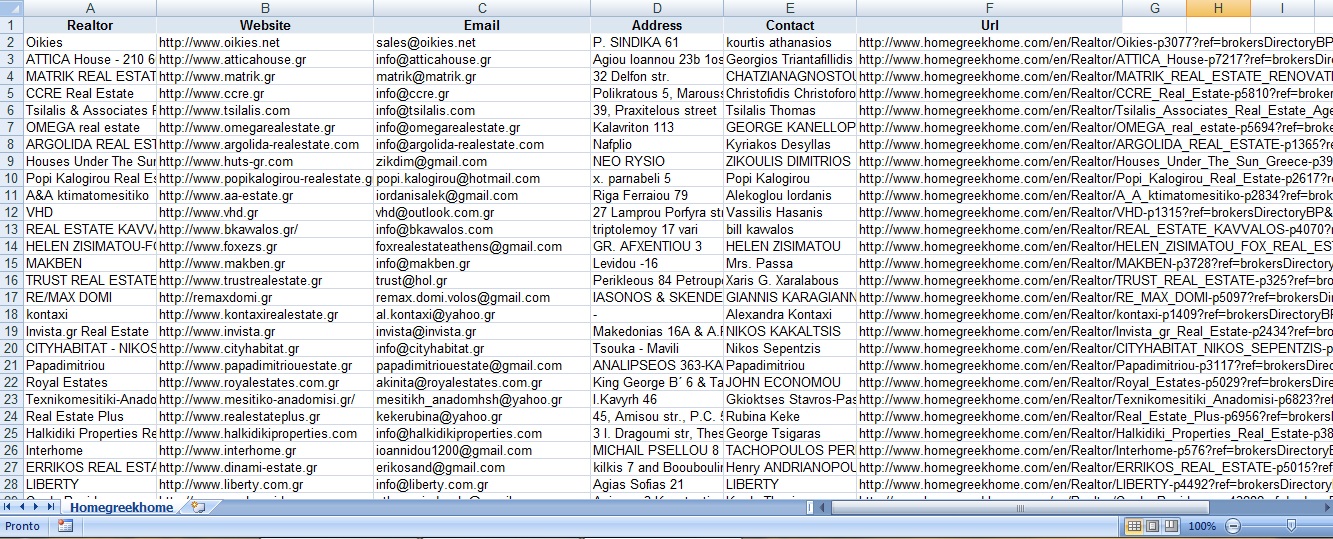 A B C D E F G H I
1 Realtor Website Email Address Contact Url
2 Oikies http://www.oikies.net sales@oikies.net P. SINDIKA 61 kourtis athanasios http://www.homegreekhome.com/en/Realtor/Oikies-p3077?ref=brokersDirectoryBP
3 ATTICA House - 210 6 http://www.atticahouse.gr info@atticahouse.gr Agiou Ioannou 23b 1os Georgios Triantafillidis http://www.homegreekhome.com/en/Realtor/ATTICA_House-p7217?ref=brokersDire
4 MATRIK REAL ESTAT http://www.matrik.gr matrik@matrik.gr 32 Delfon str. CHATZIANAGNOSTOU http://www.homegreekhome.com/en/Realtor/MATRIK_REAL_ESTATE_RENOVATI
5 CCRE Real Estate http://www.ccre.gr info@ccre.gr Polikratous 5, Marouss Christofidis Christoforo http://www.homegreekhome.com/en/Realtor/CCRE_Real_Estate-p5810?ref=broker
6 Tsilalis & Associates http://www.tsilalis.com info@tsilalis.com 39, Praxitelous street Tsilalis Thomas http://www.homegreekhome.com/en/Realtor/Tsilalis_Associates_Real_Estate_Age
7 OMEGA real estate http://www.omegarealestate.gr info@omegarealestate.gr Kalavriton 113 GEORGE KANELLOP http://www.homegreekhome.com/en/Realtor/OMEGA_real_estate-p5694?ref=broke
8 ARGOLIDA REAL EST http://www.argolida-realestate.com info@argolida-realestate.com Nafplio Kyriakos Desyllas http://www.homegreekhome.com/en/Realtor/ARGOLIDA_REAL_ESTATE-p1365?re
9 Houses Under The Sun http://www.huts-gr.com zikdim@gmail.com NEO RYSIO ZIKOULIS DIMITRIOS http://www.homegreekhome.com/en/Realtor/Houses_Under_The_Sun_Greece-p39
10 Popi Kalogirou Real Es http://www.popikalogirou-realestate.g popi.kalogirou@hotmail.com x. parnabeli 5 Popi Kalogirou http://www.homegreekhome.com/en/Realtor/Popi_Kalogirou_Real_Estate-p2617?r
11 A&A ktimatomesitiko http://www.aa-estate.gr iordanisalek@gmail.com Riga Ferraiou 79 Alekoglou Iordanis http://www.homegreekhome.com/en/Realtor/A_A_ktimatomesitiko-p2834?ref=bro
12 VHD http://www.vhd.gr vhd@outlook.com.gr 27 Lamprou Porfyra str Vassilis Hasanis http://www.homegreekhome.com/en/Realtor/VHD-p1315?ref=brokersDirectoryBP&
13 REAL ESTATE KAVVA http://www.bkavalos.gr/ info@bkavalos.com triptolemoy 17 vari bill kavalos http://www.homegreekhome.com/en/Realtor/REAL_ESTATE_KAVVALOS-p4070?
14 HELEN ZISIMATOU-FO http://www.foxezs.gr foxrealestateathens@gmail.com GR. AFXENTIOU 3 HELEN ZISIMATOU http://www.homegreekhome.com/en/Realtor/HELEN_ZISIMATOU_FOX_REAL_ES
15 MAKBEN http://www.makben.gr info@makben.gr Levidou -16 Mrs. Passa http://www.homegreekhome.com/en/Realtor/MAKBEN-p3728?ref=brokersDirectory
16 TRUST REAL ESTATE http://www.trustrealestate.gr trust@hol.gr Perikleous 84 Petroup Xaris G. Xaralabous http://www.homegreekhome.com/en/Realtor/TRUST_REAL_ESTATE-p325?ref=bro
17 RE/MAX DOMI http://remaxdomi.gr remax.domi.volos@gmail.com IASONOS & SKENDE GIANNIS KARAGIANN http://www.homegreekhome.com/en/Realtor/RE_MAX_DOMI-p5097?ref=brokersDi
18 kontaxi http://www.kontaxirealestate.gr al.kontaxi@yahoo.gr - Alexandra Kontaxi http://www.homegreekhome.com/en/Realtor/kontaxi-p1409?ref=brokersDirectoryB
19 Invista.gr Real Estate http://www.invista.gr invista@invista.gr Makedonias 16A & A.P NIKOS KAKALTSIS http://www.homegreekhome.com/en/Realtor/Invista_gr_Real_Estate-p2434?ref=br
20 CITYHABITAT - NIKOS http://www.cityhabitat.gr info@cityhabitat.gr Tsouka - Mavili Nikos Sepentzis http://www.homegreekhome.com/en/Realtor/CITYHABITAT_NIKOS_SEPENTZIS-p
21 Papadimitriou http://www.papadimitriouestate.gr papadimitriouestate@gmail.com ANALIPSEOS 363-KA Papadimitriou http://www.homegreekhome.com/en/Realtor/Papadimitriou-p3117?ref=brokersDirec
22 Royal Estates http://www.royalestates.com.gr akinita@royalestates.com.gr King George B´ 6 & Ta JOHN ECONOMOU http://www.homegreekhome.com/en/Realtor/Royal_Estates-p5029?ref=brokersDire
23 Texnikomesitiki-Anado http://www.mesitiko-anadomisi.gr/ mesitikh_anadomhsh@yahoo.com I.Kavyrh 46 Gkioktses Stavros-Pas http://www.homegreekhome.com/en/Realtor/Texnikomesitiki_Anadomisi-p6823?ref
24 Real Estate Plus http://www.realestateplus.gr kekerubina@yahoo.gr 45, Amisou str., P.C. 5 Rubina Keke http://www.homegreekhome.com/en/Realtor/Real_Estate_Plus-p6956?ref=brokers
25 Halkidiki Properties Re http://www.halkidikiproperties.com info@halkidikiproperties.com 3 I. Dragoumi str, Thes George Tsigaras http://www.homegreekhome.com/en/Realtor/Halkidiki_Properties_Real_Estate-p38
26 Interhome http://www.interhome.gr ioannidou1200@gmail.com MICHAIL PSELLOU 8 TACHOPOULOS PER http://www.homegreekhome.com/en/Realtor/Interhome-p576?ref=brokersDirectoryB
27 ERRIKOS REAL ESTA http://www.dinami-estate.gr erikosand@gmail.com kilkis 7 and Bouboulin Henry ANDRIANOPOU http://www.homegreekhome.com/en/Realtor/ERRIKOS_REAL_ESTATE-p5015?ref
28 LIBERTY http://www.liberty.com.gr info@liberty.com.gr Agias Sofias 21 LIBERTY http://www.homegreekhome.com/en/Realtor/LIBERTY-p4492?ref=brokersDirectory
Homegreekhome
Pronto 100%